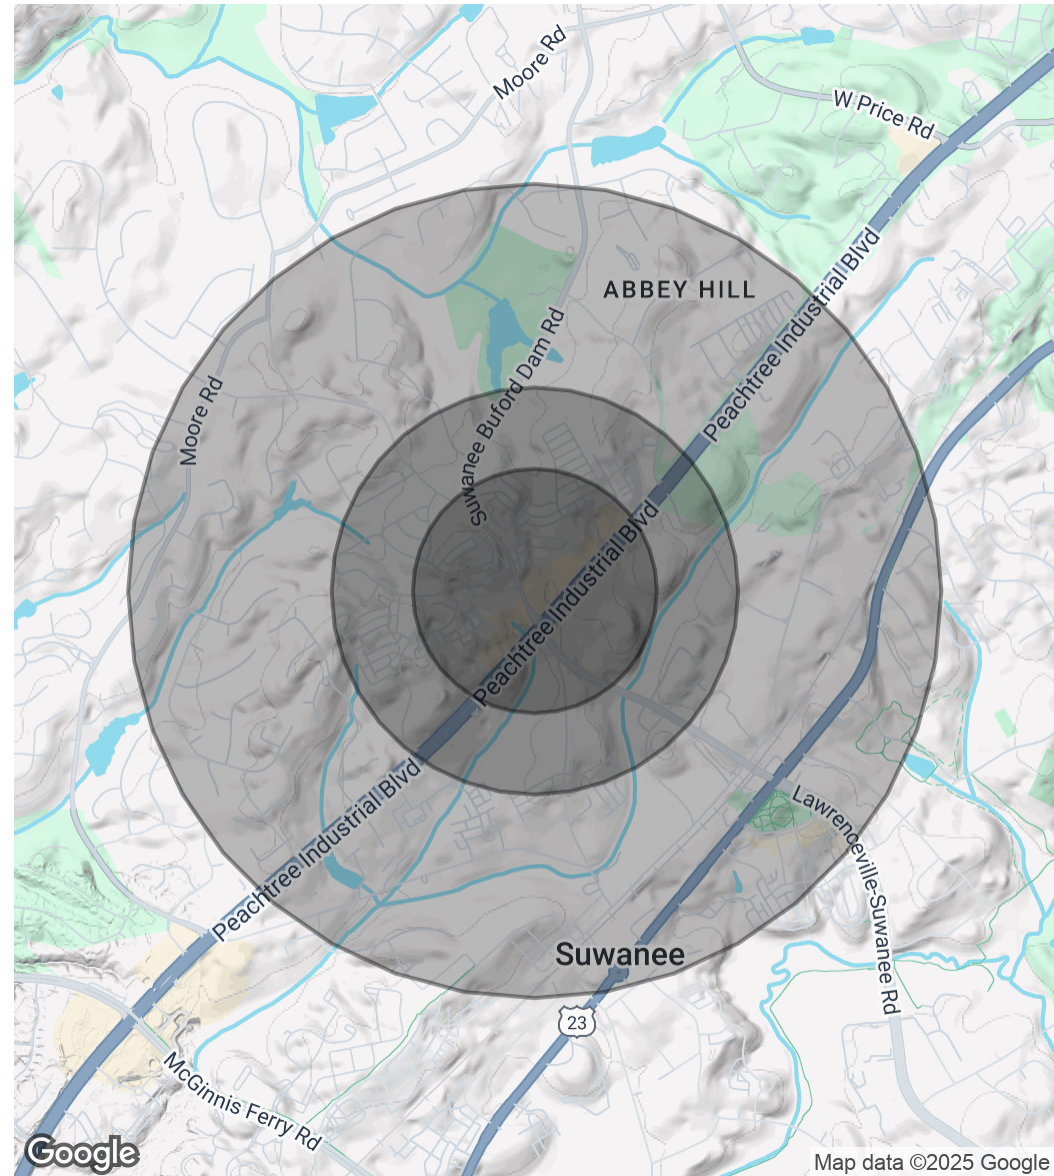 Moore Rd
W Price Rd
Peachtree Industrial Blvd
ABBEY HILL
Suwanee Buford Dam Rd
Moore Rd
Peachtree Industrial Blvd
Peachtree Industrial Blvd
Peachtree Industrial Blvd
Lawrenceville-Suwanee Rd
Suwanee
23
McGinnis Ferry Rd
Google
Map data ©2025 Google